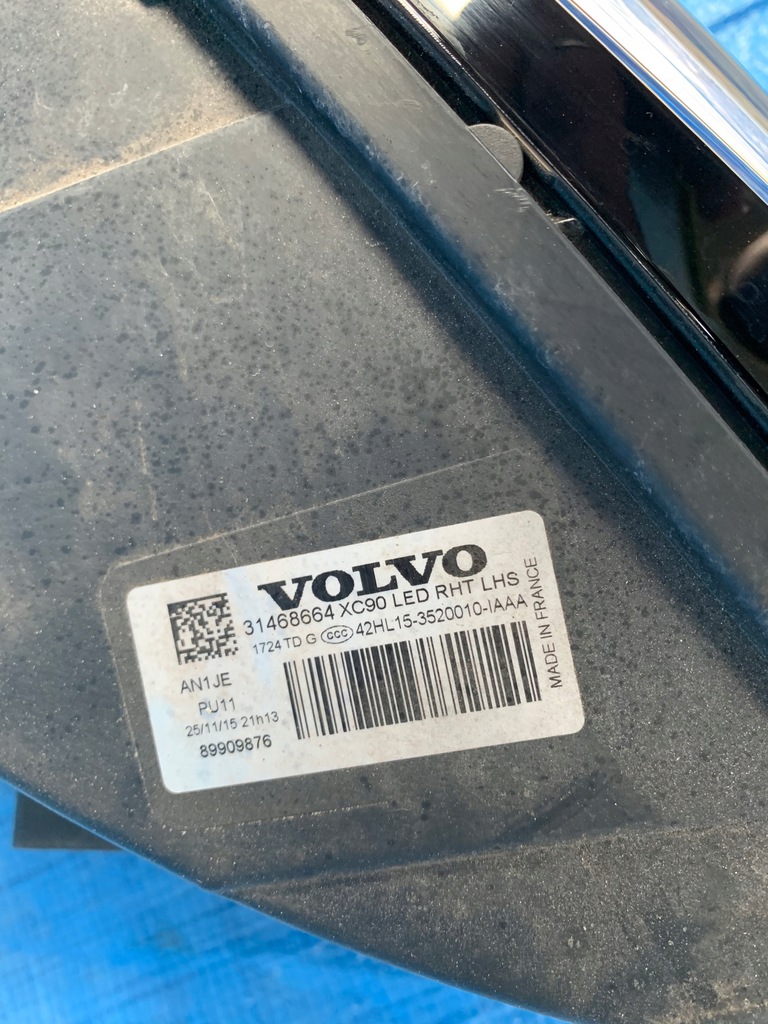 VOLVO
31468664 XC90 LED RHT LHS
1724 TD G CCC 42HL15-3520010-IAAA
AN1JE
PU11
25/11/15 21h13
89909876
MADE IN FRANCE